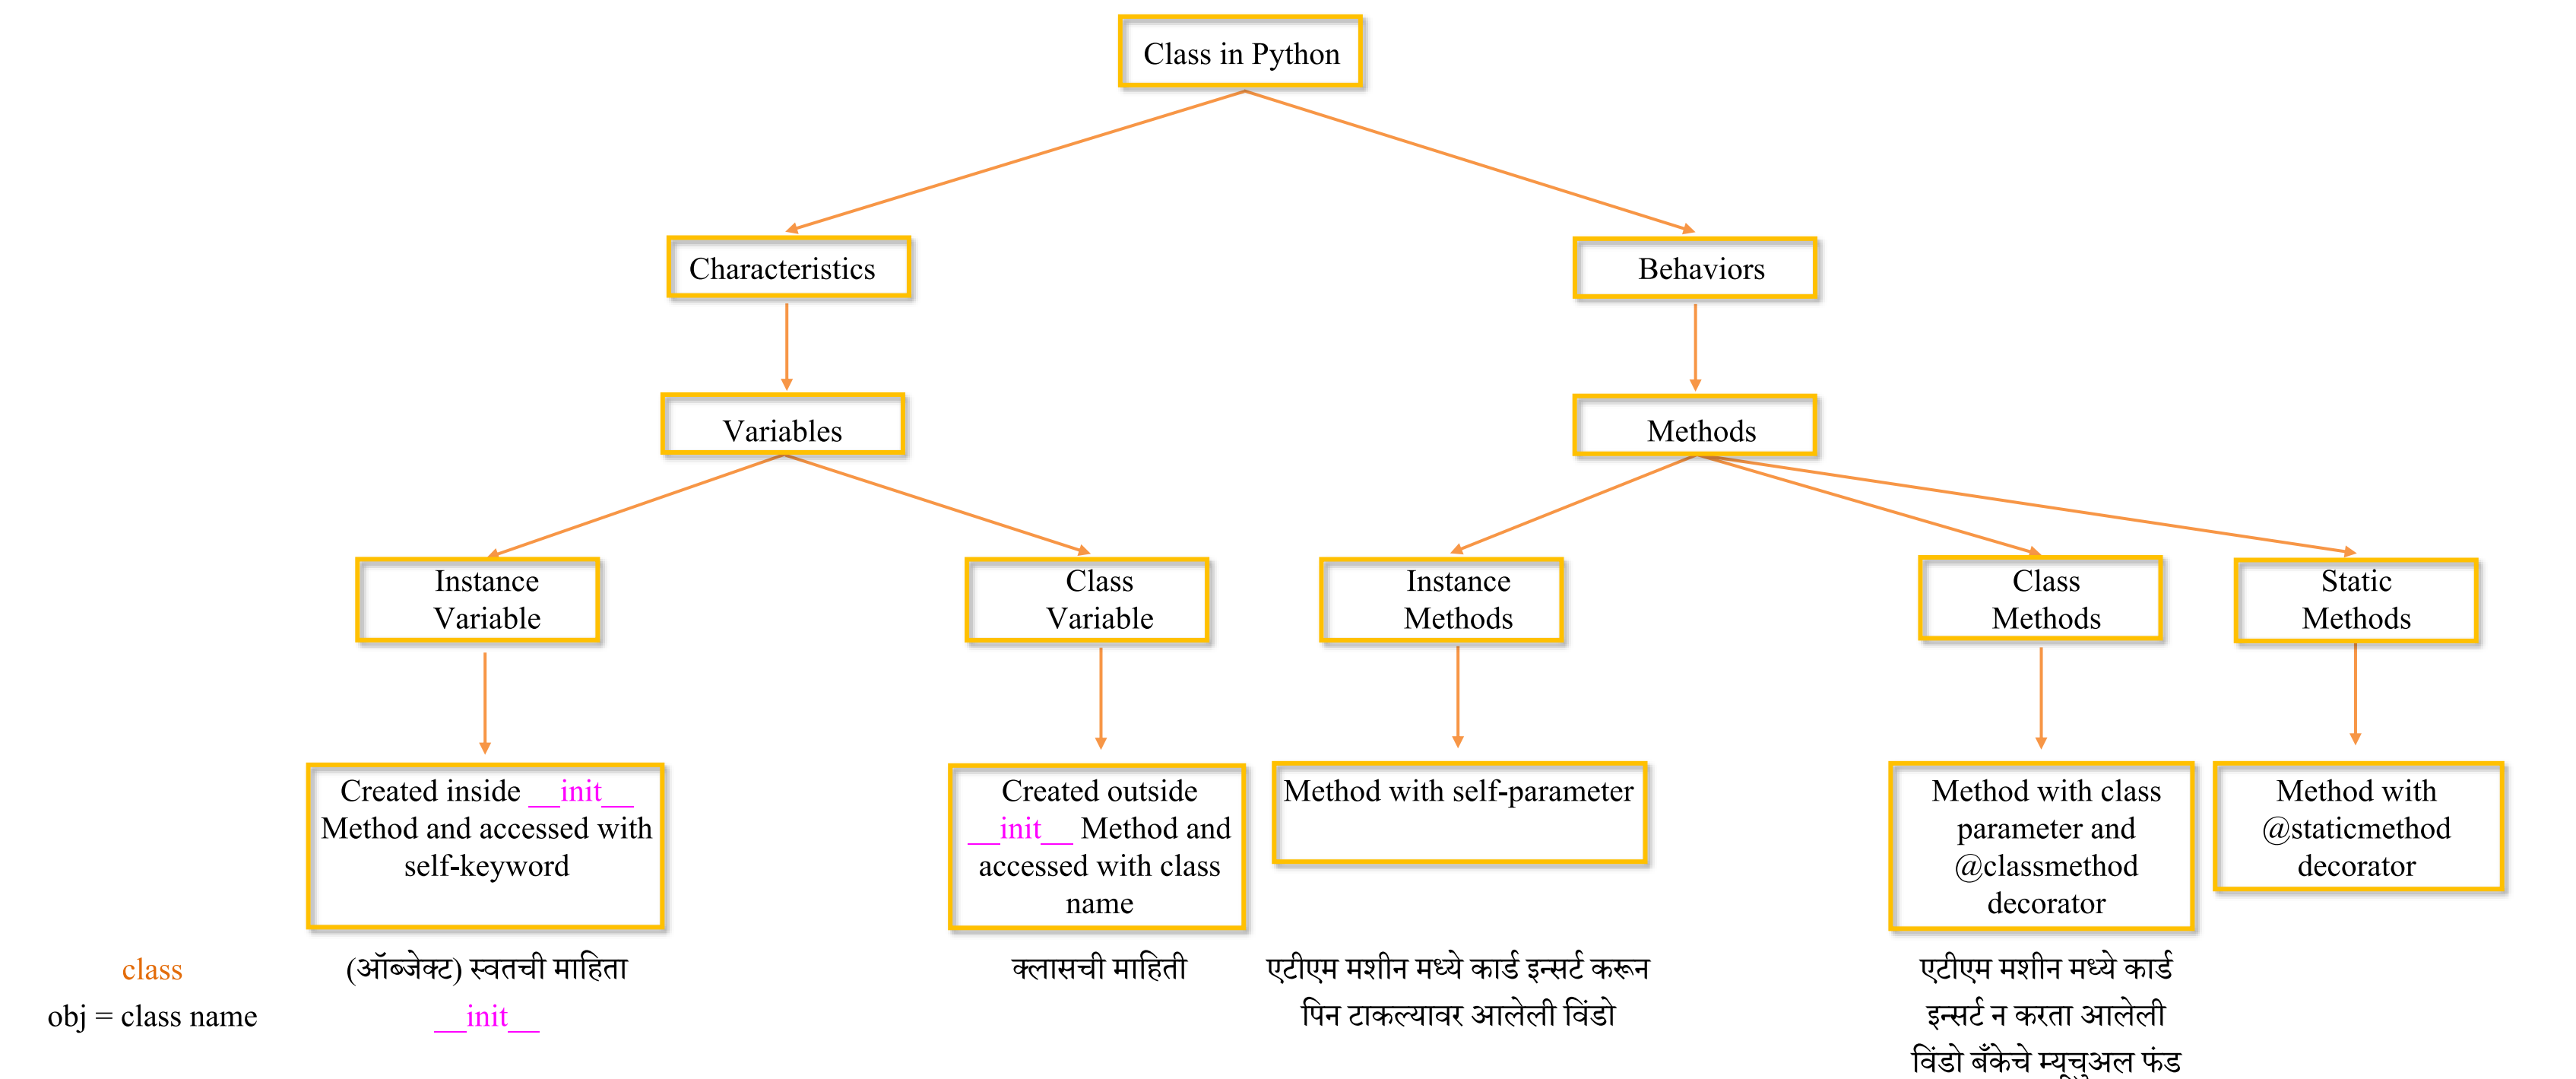 Class in Python
Characteristics
Behaviors
Variables
Methods
Instance
Variable
Class
Variable
Instance
Methods
Class
Methods
Static
Methods
Created inside __init__
Method and accessed with
self-keyword
Created outside
__init__ Method and
accessed with class
name
Method with self-parameter
Method with class
parameter and
@classmethod
decorator
Method with
@staticmethod
decorator
class
obj = class name
(ऑब्जेक्ट) स्वतची माहिता
__init__
क्लासची माहिती
एटीएम मशीन मध्ये कार्ड इन्सर्ट करून
पिन टाकल्यावर आलेली विंडो
एटीएम मशीन मध्ये कार्ड
इन्सर्ट न करता आलेली
विंडो बँकेचे म्यूचुअल फंड